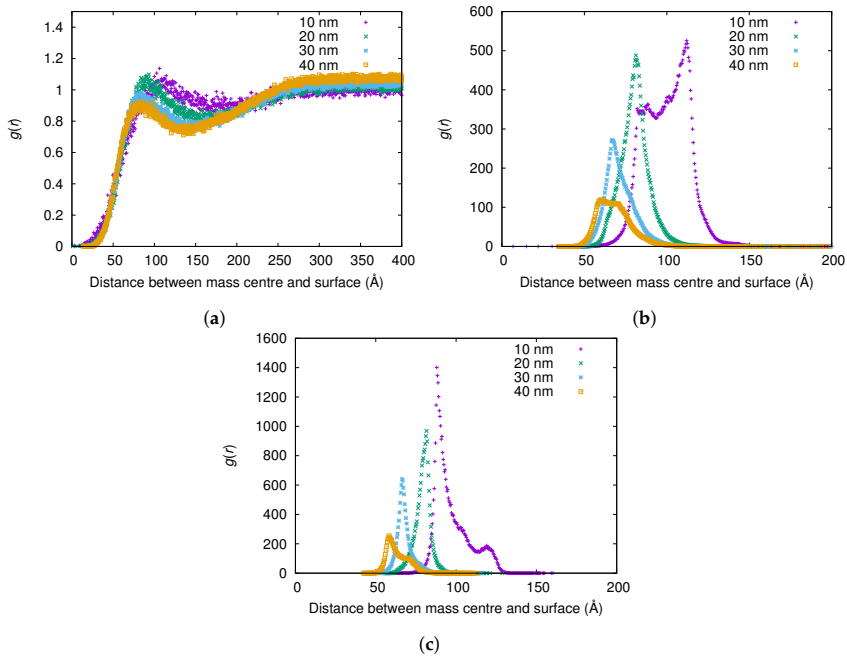 1.4
1.2
1
0.8
0.6
0.4
0.2
0
0 50 100 150 200 250 300 350 400
g(r)
Distance between mass centre and surface (Å)
10 nm
20 nm
30 nm
40 nm
(a)
600
500
400
300
200
100
0
0 50 100 150 200
g(r)
Distance between mass centre and surface (Å)
10 nm
20 nm
30 nm
40 nm
(b)
1600
1400
1200
1000
800
600
400
200
0
0 50 100 150 200
g(r)
Distance between mass centre and surface (Å)
10 nm
20 nm
30 nm
40 nm
(c)